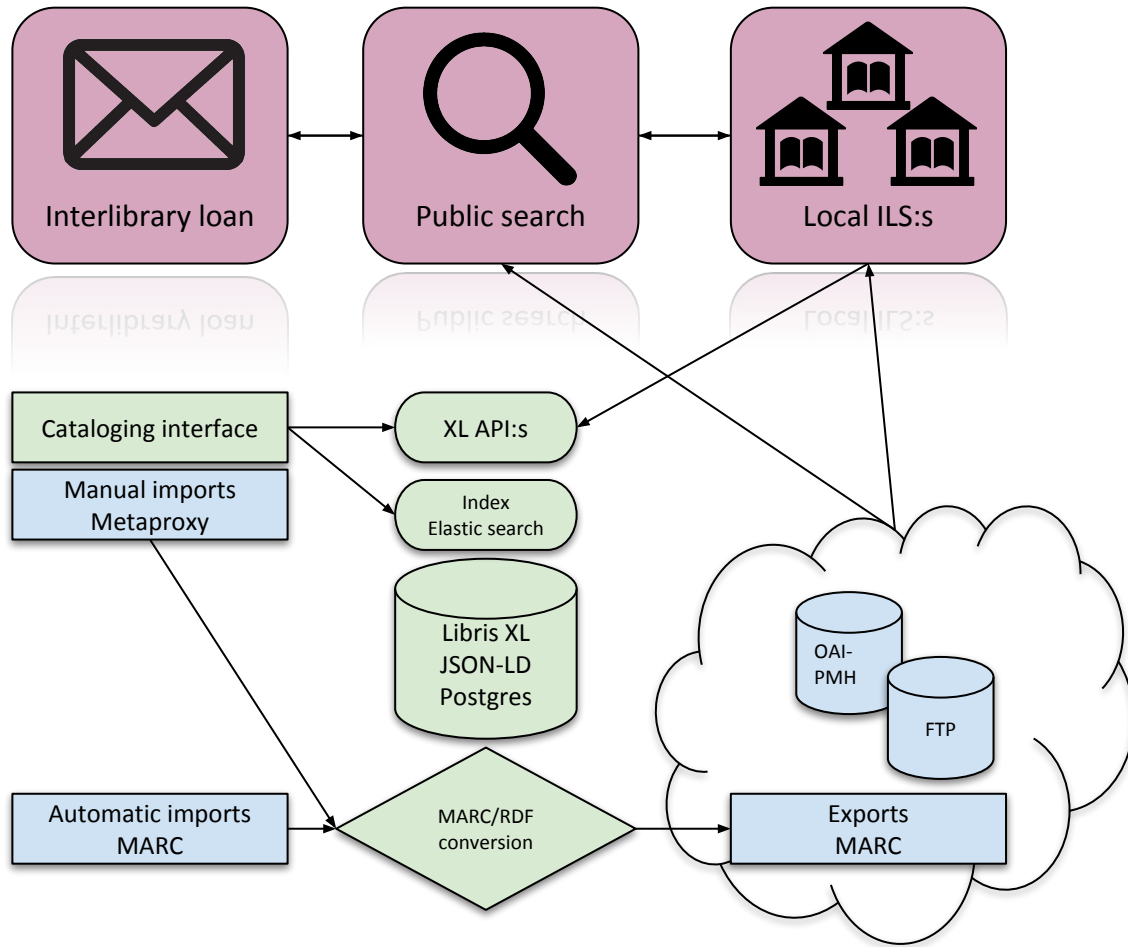 Interlibrary loan
Public search
Local ILS:s
Interlibrary loan
Public search
Local ILS:s
Cataloging interface
XL API:s
Manual imports
Metaproxy
Index
Elastic search
Libris XL
JSON-LD
Postgres
OAI-
PMH
FTP
Automatic imports
MARC
MARC/RDF
conversion
Exports
MARC